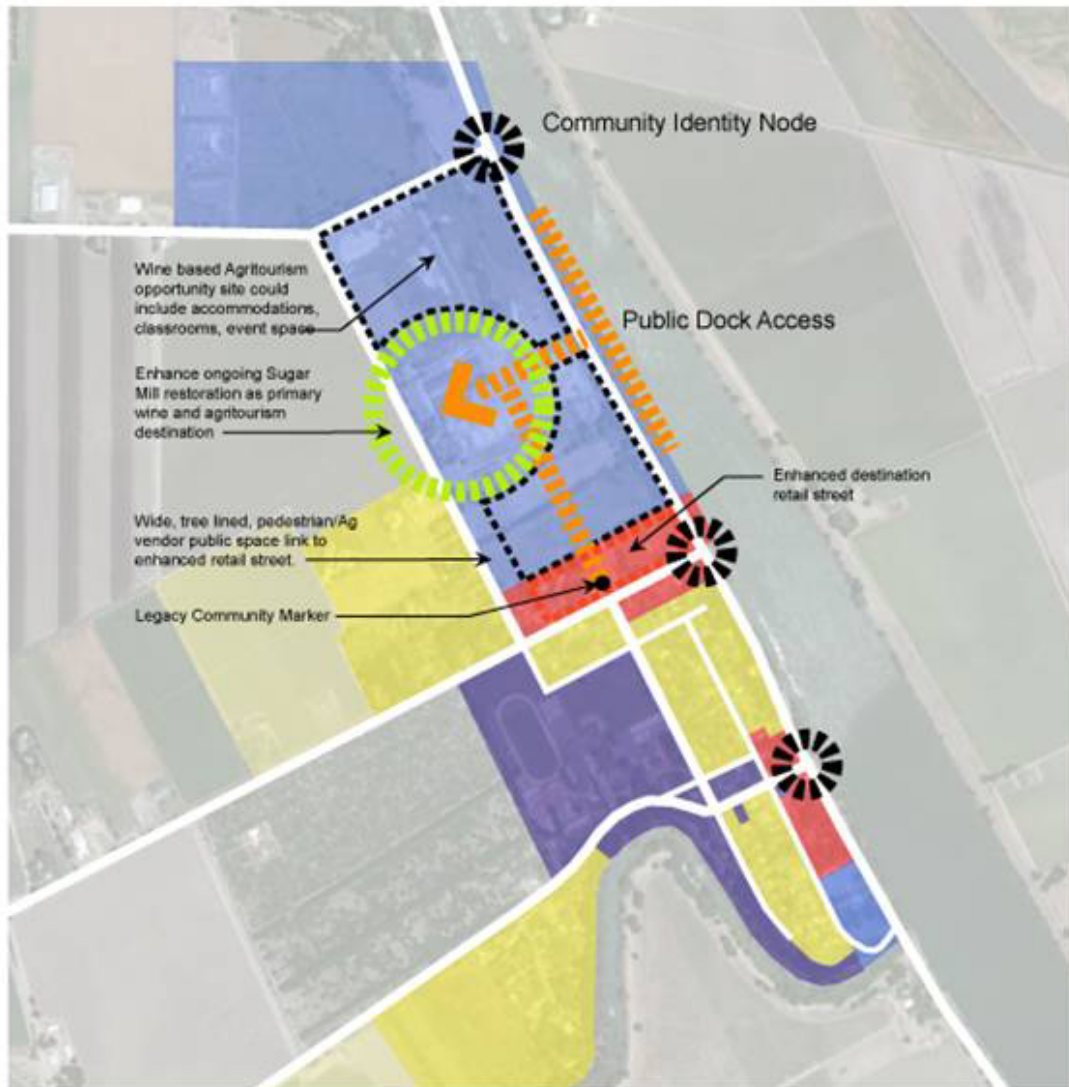 Community Identity Node
Wine based Agritourism
opportunity site could
include accommodations,
classrooms, event space
Public Dock Access
Enhance ongoing Sugar
Mill restoration as primary
wine and agritourism
destination
Enhanced destination
retail street
Wide, tree lined, pedestrian/Ag
vendor public space link to
enhanced retail street.
Legacy Community Marker